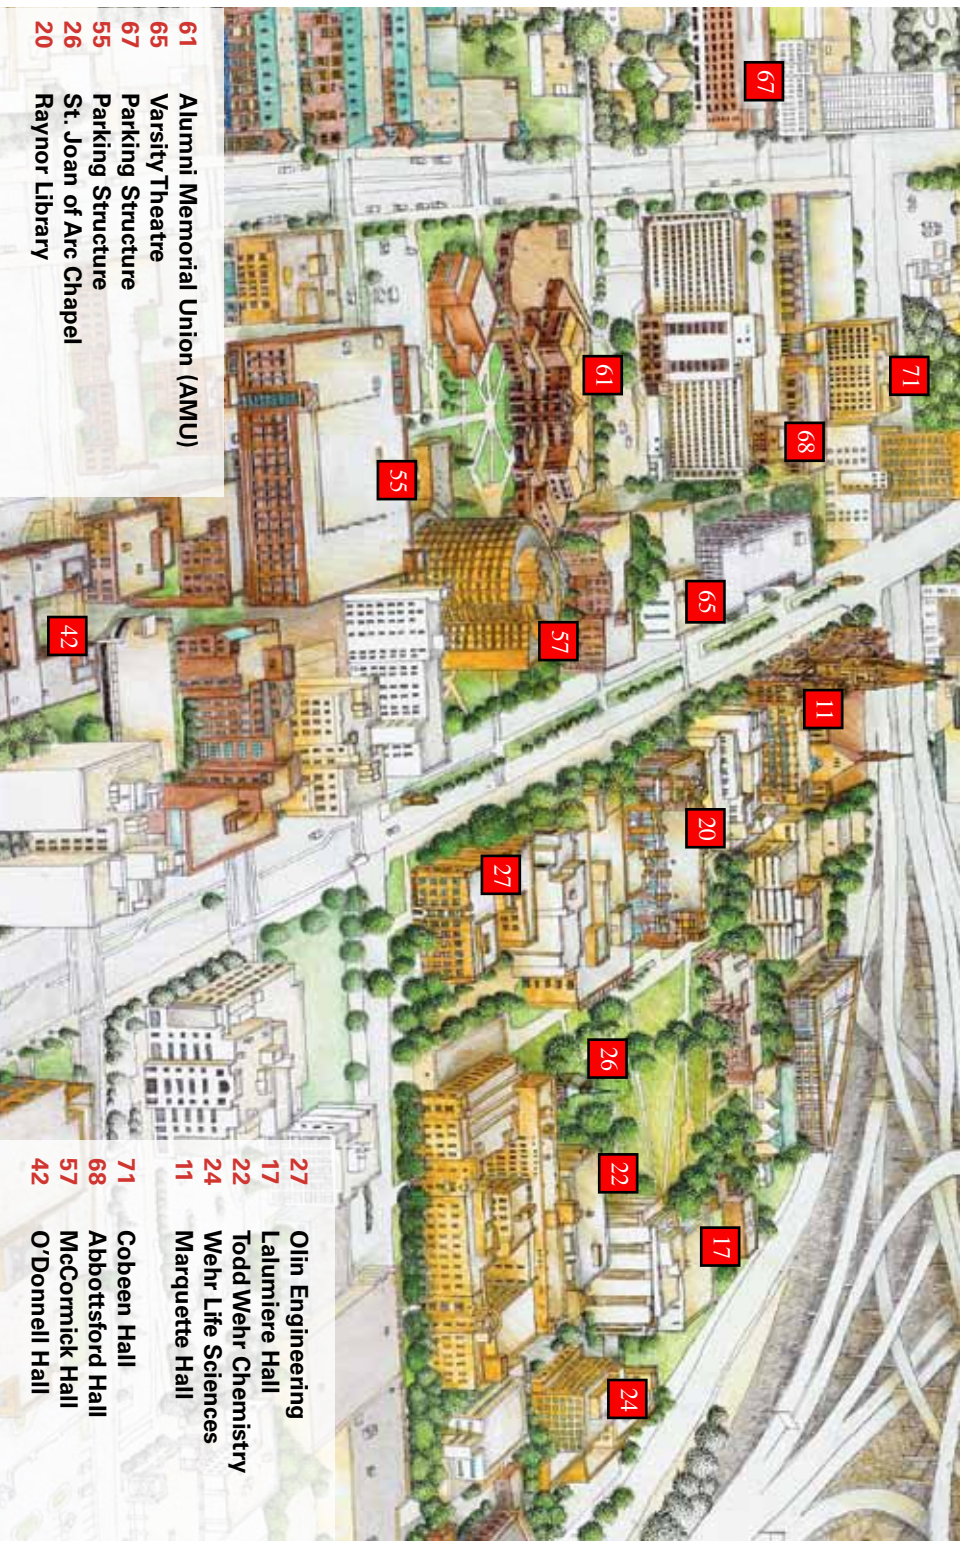 61 Alumni Memorial Union (AMU)
65 Varsity Theatre
67 Parking Structure
55 Parking Structure
26 St. Joan of Arc Chapel
20 Raynor Library
27 Olin Engineering
17 Lalumiere Hall
22 Todd Wehr Chemistry
24 Wehr Life Sciences
11 Marquette Hall
71 Cobeen Hall
68 Abbottsford Hall
57 McCormick Hall
42 O'Donnell Hall
67
71
61
68
55
65
57
42
11
20
27
26
22
17
24